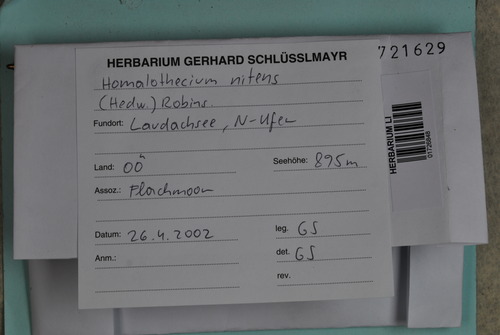 HERBARIUM GERHARD SCHLÜSSLMAYR
721629
Homalothecium nitens
(Hedw.) Robins.
Fundort: Laudachsee, N-Ufer
Land: OÖ
Seehöhe: 895m
Assoz.: Flachmoor
Datum: 26.4.2002
leg. GS
Anm.:
det. GS
rev.
HERBARIUM LI